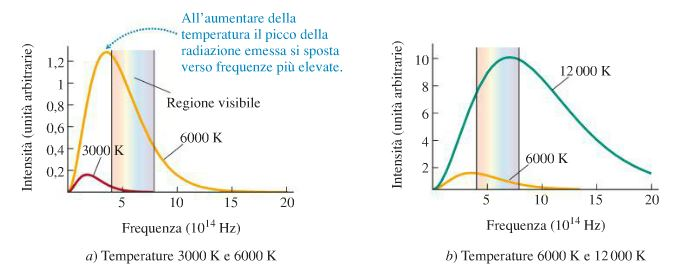 All'aumentare della
temperatura il picco della
radiazione emessa si sposta
verso frequenze più elevate.
Intensità (unità arbitrarie)
1,2
1
0,8
0,6
0,4
0,2
Regione visibile
3000 K
6000 K
5
10
15
20
Frequenza (10¹⁴ Hz)
a) Temperature 3000 K e 6000 K
Intensità (unità arbitrarie)
10
8
6
4
2
12 000 K
6000 K
5
10
15
20
Frequenza (10¹⁴ Hz)
b) Temperature 6000 K e 12 000 K